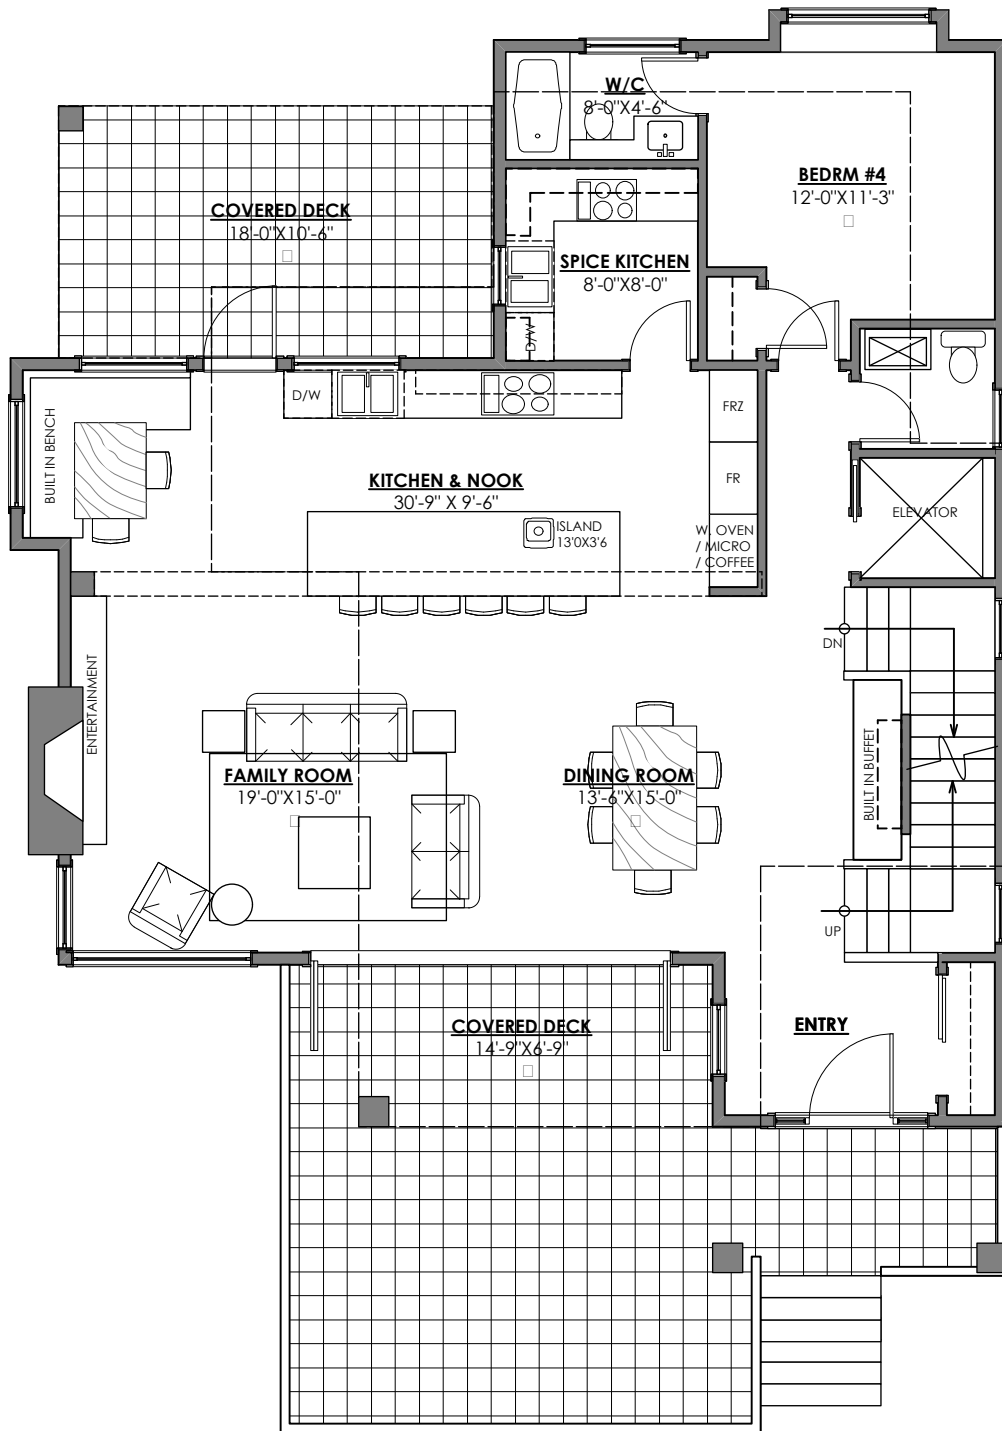 W/C
8'-0"X4'-6"
BEDRM #4
12'-0"X11'-3"
COVERED DECK
18'-0"X10'-6"
SPICE KITCHEN
8'-0"X8'-0"
D/W
D/W
FRZ
BUILT IN BENCH
KITCHEN & NOOK
30'-9" X 9'-6"
FR
ELEVATOR
ISLAND
13'0X3'6
W. OVEN
/ MICRO
/ COFFEE
DN
ENTERTAINMENT
FAMILY ROOM
19'-0"X15'-0"
DINING ROOM
13'-6"X15'-0"
BUILT IN BUFFET
UP
COVERED DECK
14'-9"X6'-9"
ENTRY